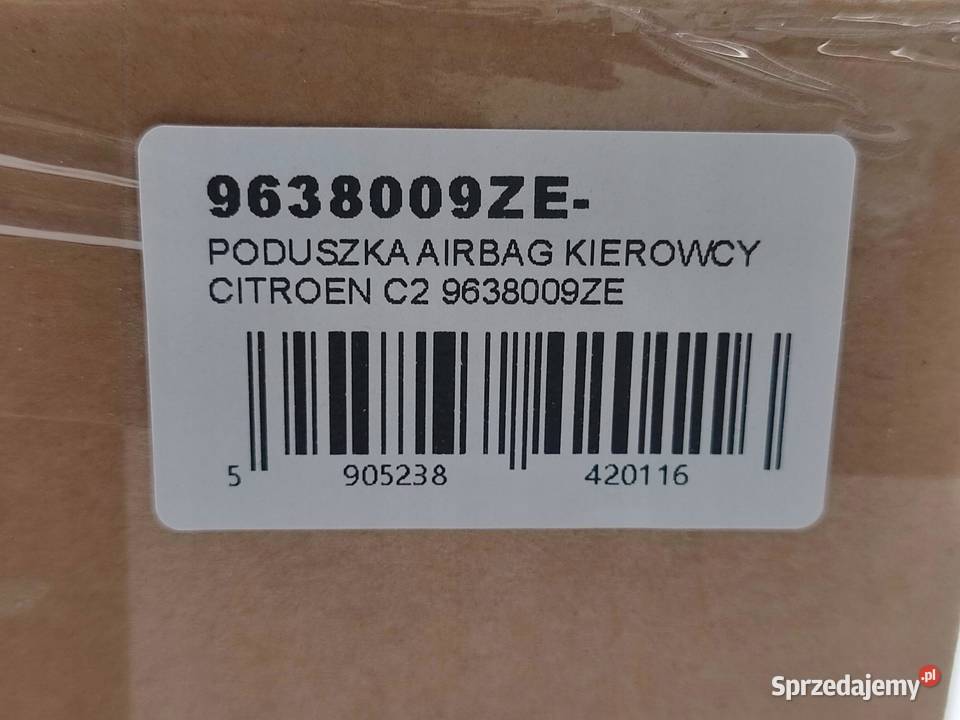 9638009ZE-
PODUSZKA AIRBAG KIEROWCY
CITROEN C2 9638009ZE
5 905238 420116
Sprzedajemy.pl